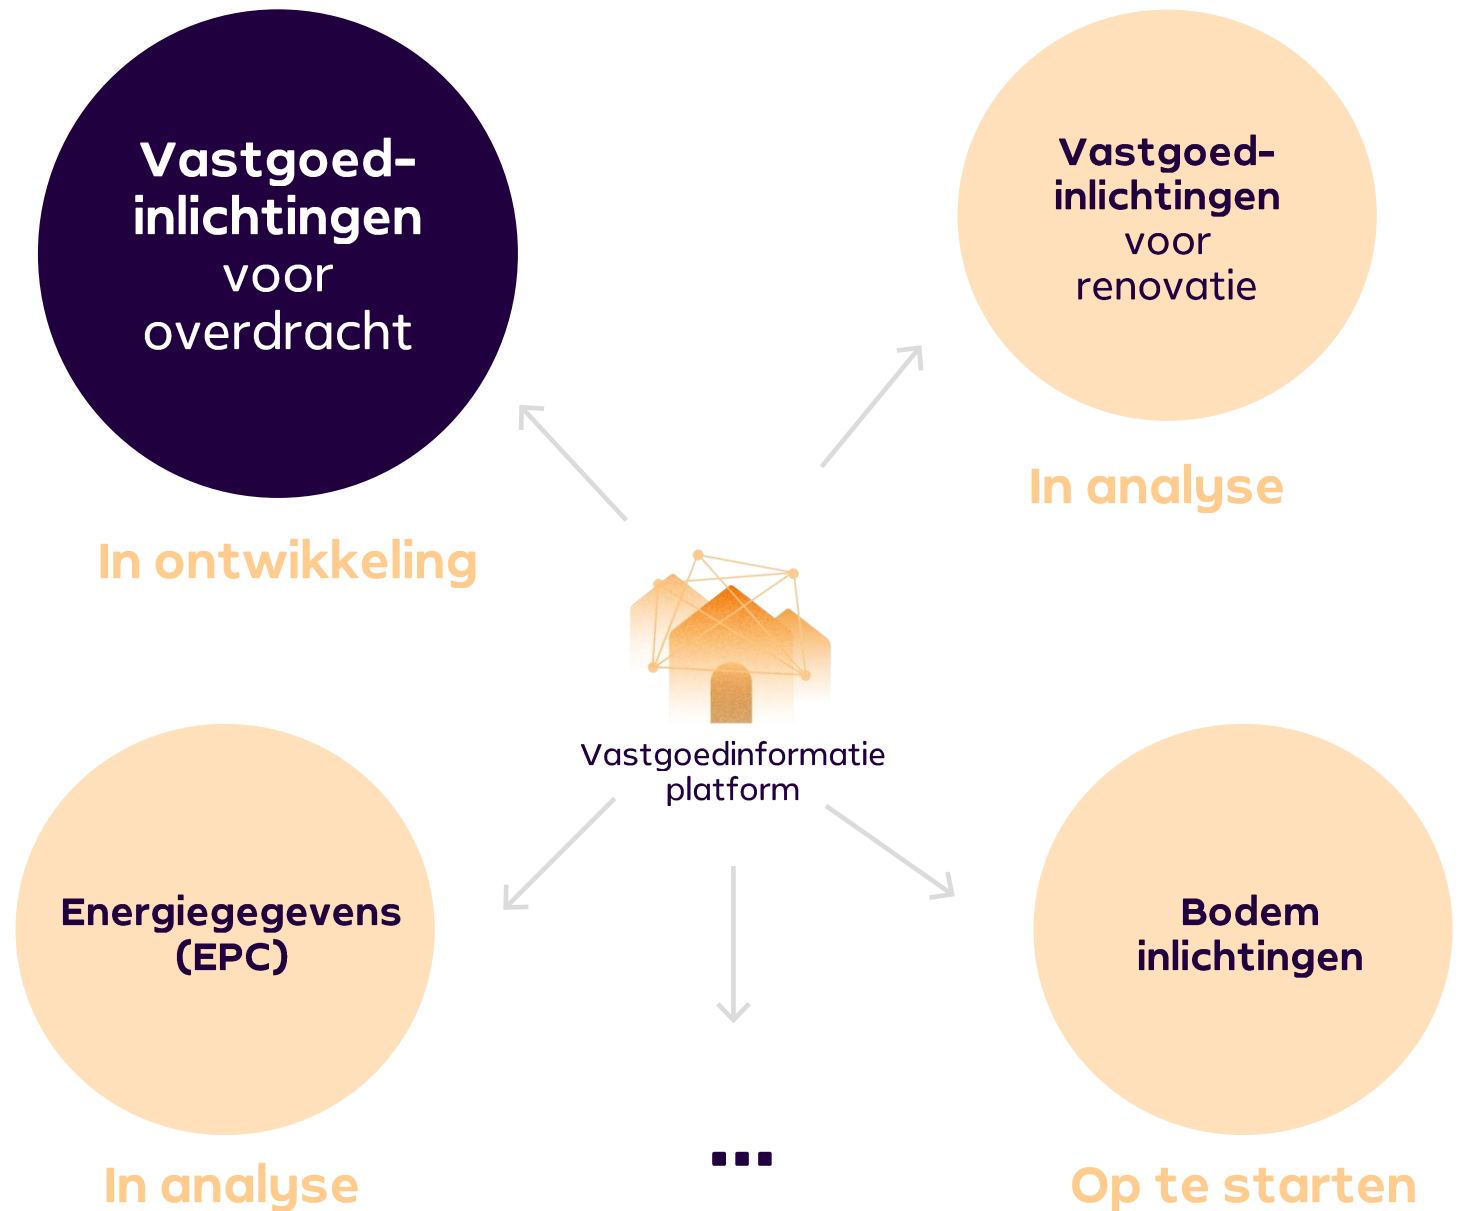 Vastgoed-
inlichtingen
voor
overdracht
In ontwikkeling
Vastgoed-
inlichtingen
voor
renovatie
In analyse
Vastgoedinformatie
platform
Energiegegevens
(EPC)
In analyse
...
Bodem
inlichtingen
Op te starten